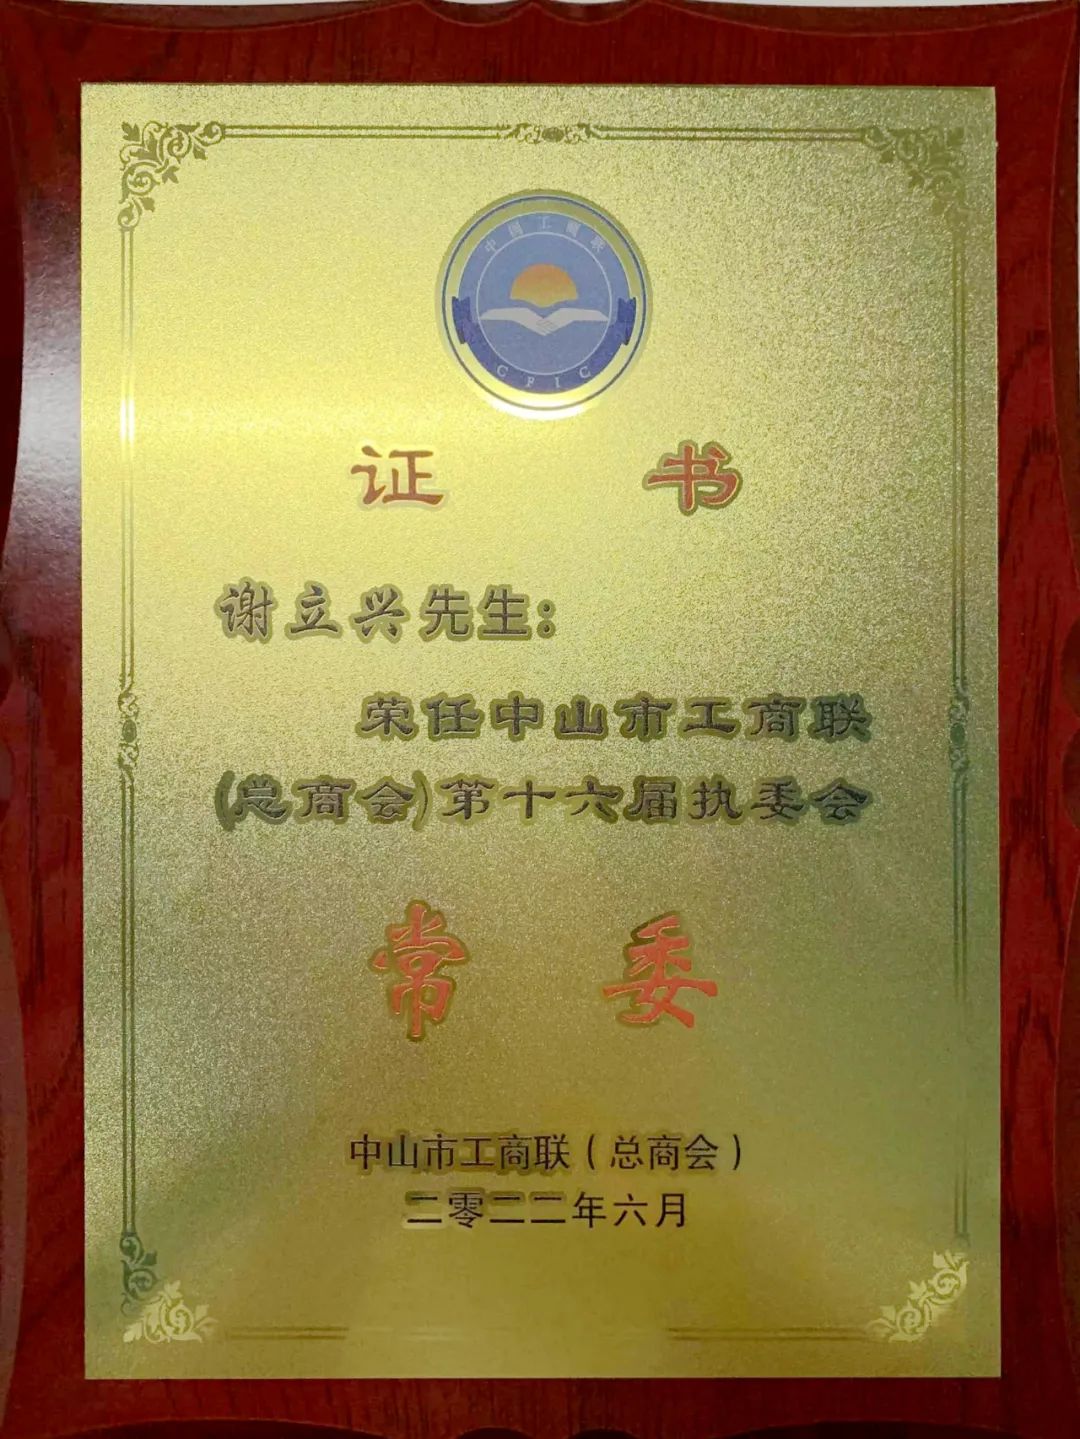 中国工商联
CFIC
证书
谢立兴先生：
荣任中山市工商联
(总商会)第十六届执委会
常委
中山市工商联（总商会）
二零二二年六月